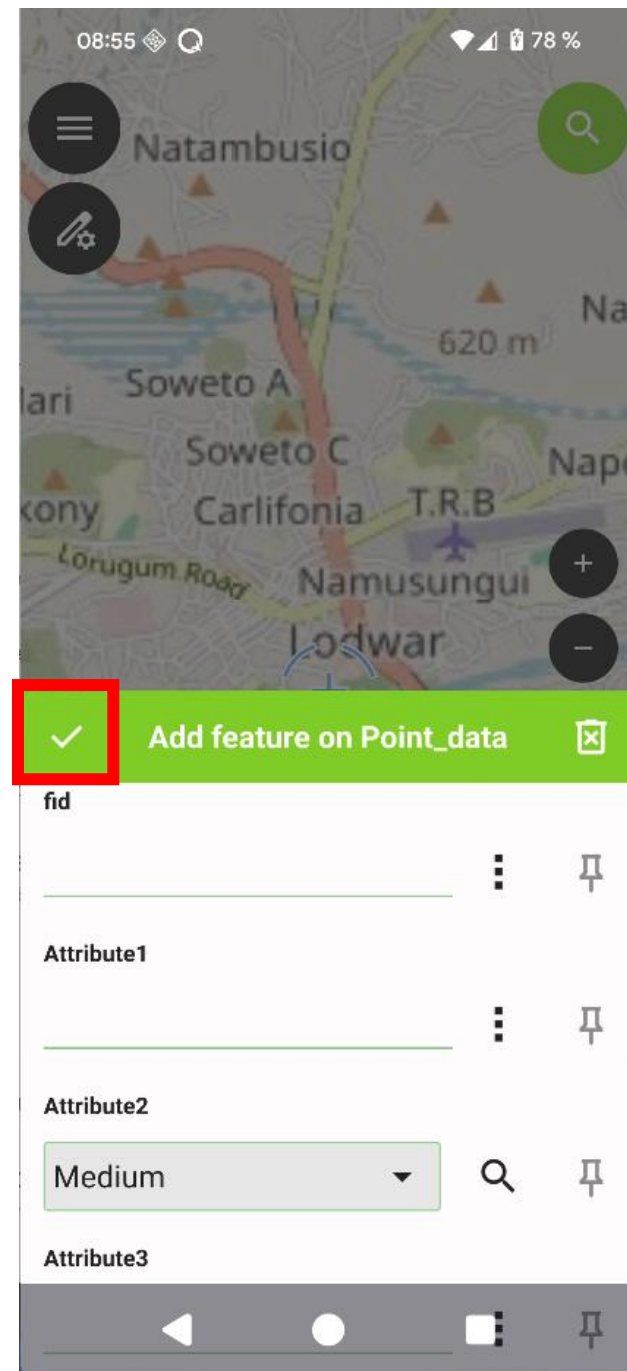 08:55
78 %
Natambusio
Na
620 m
Soweto A
lari
Soweto C
Nap
kony
Carlifonia
T.R.B
Lorugum Road
Namusungui
+
Lodwar
−
Add feature on Point_data
fid
Attribute1
Attribute2
Medium
Attribute3